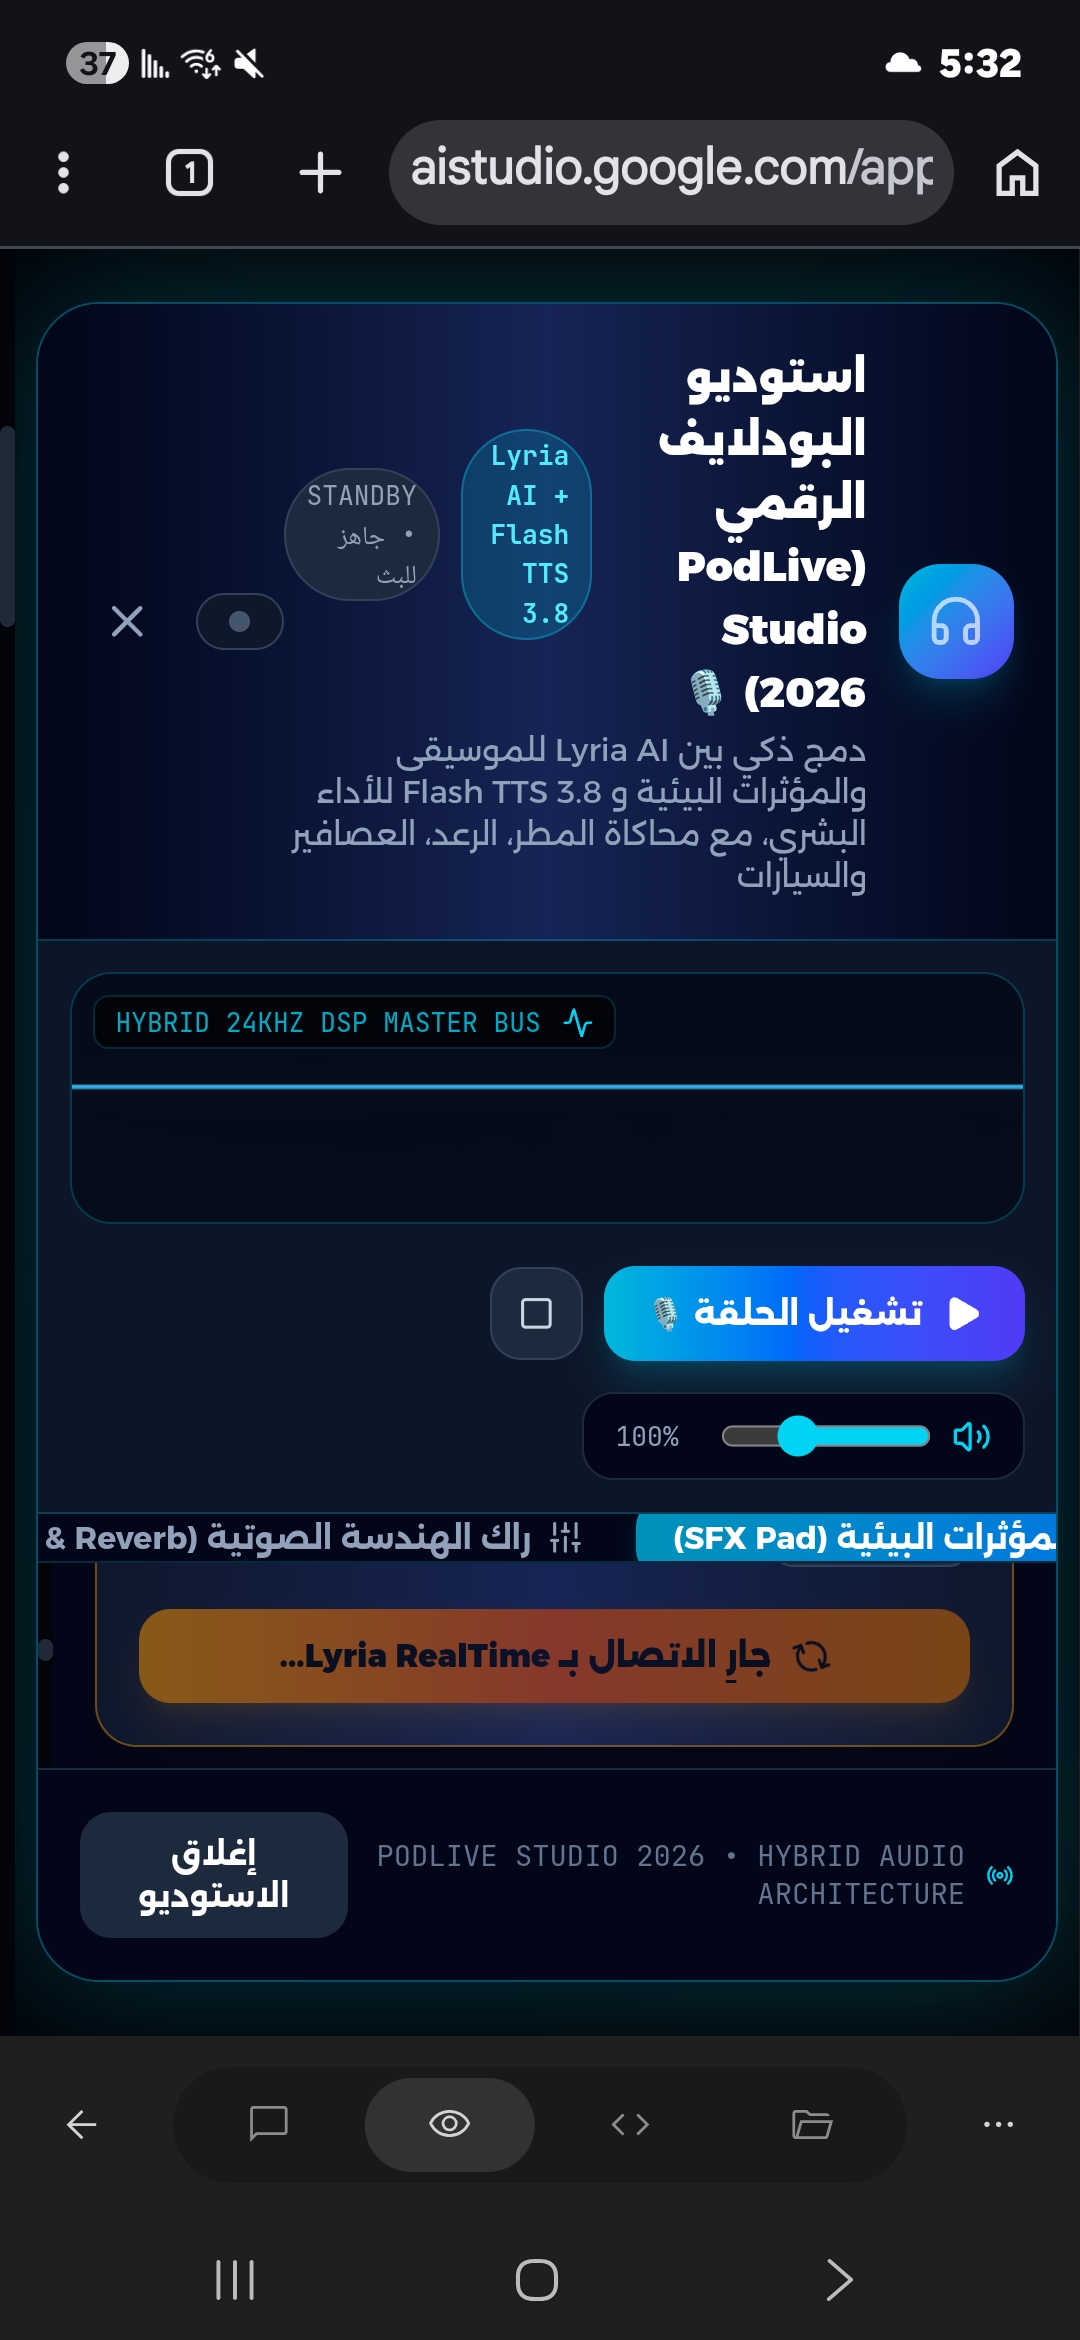 37
5:32
1
aistudio.google.com/app
استوديو
البودلايف
الرقمي
(PodLive
Studio
2026) 🎙️
Lyria
AI +
Flash
TTS
3.8
STANDBY
• جاهز
للبث
دمج ذكي بين Lyria AI للموسيقى
والمؤثرات البيئية و Flash TTS 3.8 للأداء
البشري، مع محاكاة المطر، الرعد، العصافير
والسيارات
HYBRID 24KHZ DSP MASTER BUS
تشغيل الحلقة 🎙️
100%
مؤثرات البيئية (SFX Pad)
راك الهندسة الصوتية (Reverb &
جارِ الاتصال بـ Lyria RealTime...
PODLIVE STUDIO 2026 • HYBRID AUDIO
ARCHITECTURE
إغلاق
الاستوديو